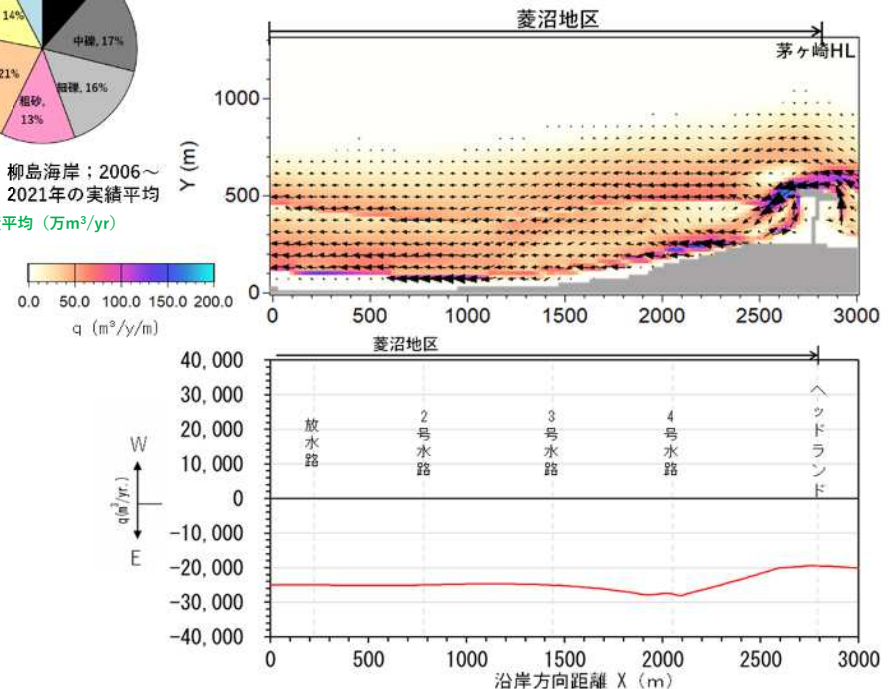 14%
中礫, 17%
21%
細礫, 16%
粗砂,
13%
柳島海岸；2006～
2021年の実績平均
平均（万m³/yr）
0.0 50.0 100.0 150.0 200.0
q (m³/y/m)
菱沼地区
茅ヶ崎HL
Y (m)
1000
500
0
0 500 1000 1500 2000 2500 3000
菱沼地区
40,000
30,000
20,000
10,000
0
-10,000
-20,000
-30,000
-40,000
W
q(m³/yr.)
E
放水路
2号水路
3号水路
4号水路
ヘッドランド
0 500 1000 1500 2000 2500 3000
沿岸方向距離 X (m)